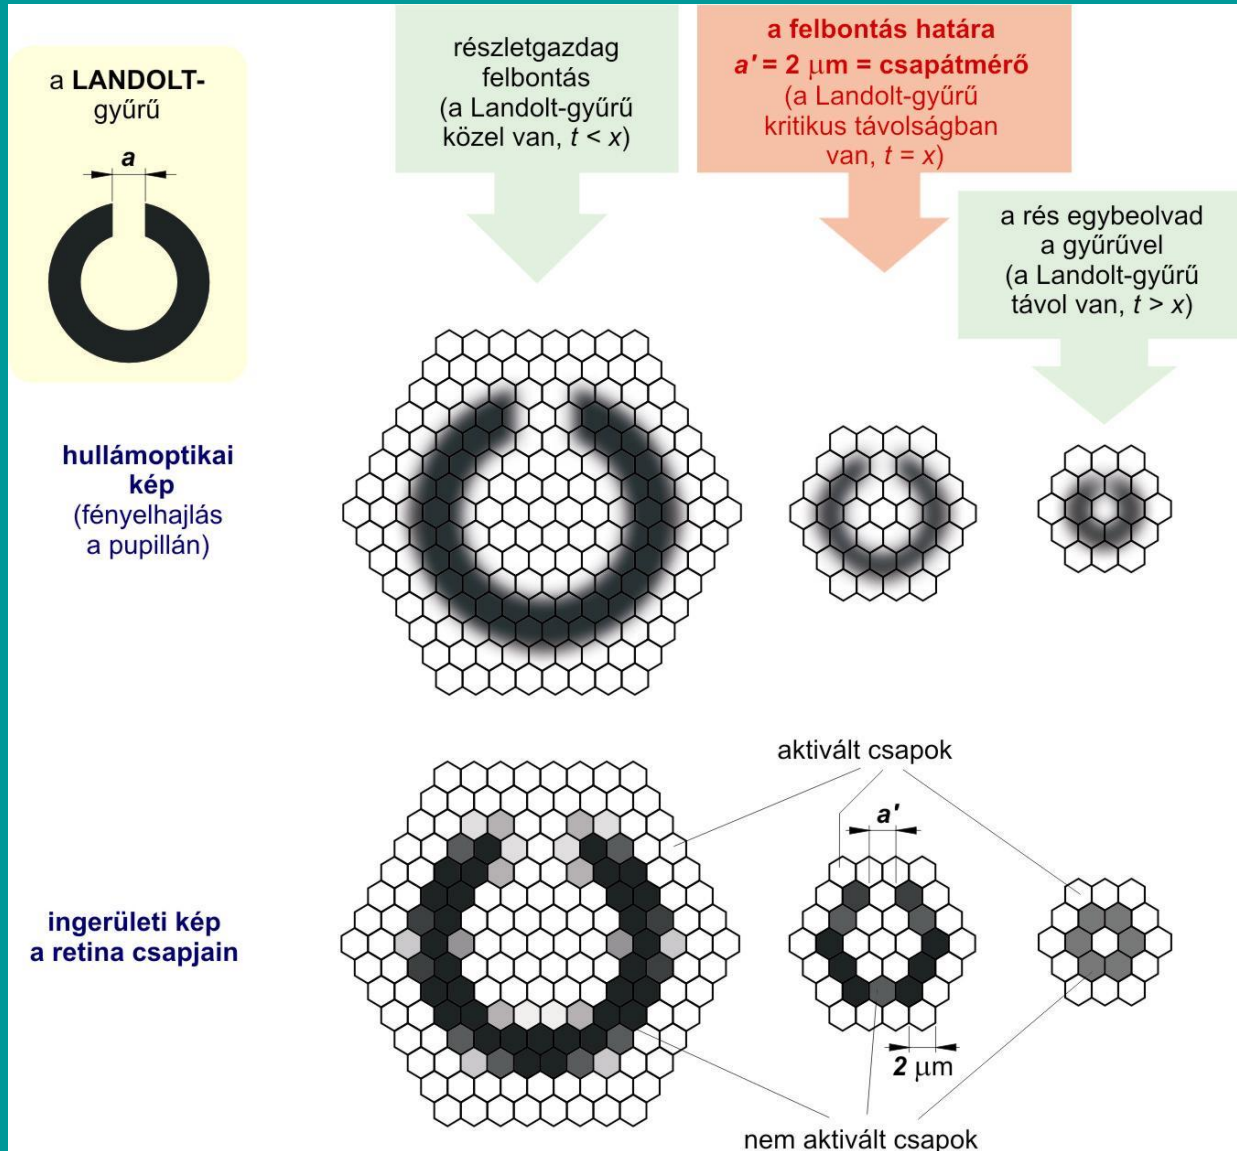 a LANDOLT-
gyűrű
a
részletgazdag
felbontás
(a Landolt-gyűrű
közel van, t < x)
a felbontás határa
a' = 2 μm = csapátmérő
(a Landolt-gyűrű
kritikus távolságban
van, t = x)
a rés egybeolvad
a gyűrűvel
(a Landolt-gyűrű
távol van, t > x)
hullámoptikai
kép
(fényelhajlás
a pupillán)
aktivált csapok
a'
ingerületi kép
a retina csapjain
2 μm
nem aktivált csapok